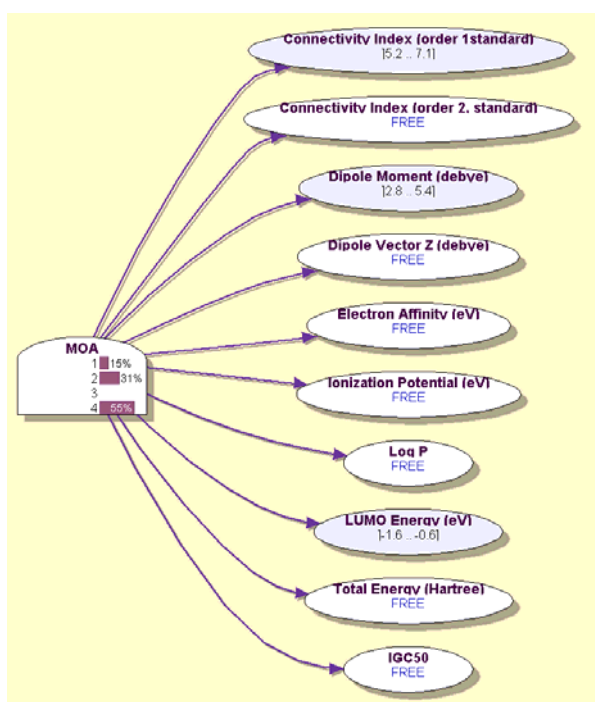 Connectivity Index (order 1standard)
]5.2 .. 7.1]
Connectivity Index (order 2. standard)
FREE
Dipole Moment (debye)
]2.8 .. 5.4]
Dipole Vector Z (debye)
FREE
Electron Affinity (eV)
FREE
MOA
1 15%
2 31%
3
4 55%
Ionization Potential (eV)
FREE
Log P
FREE
LUMO Energy (eV)
]-1.6 .. -0.6]
Total Energy (Hartree)
FREE
IGC50
FREE